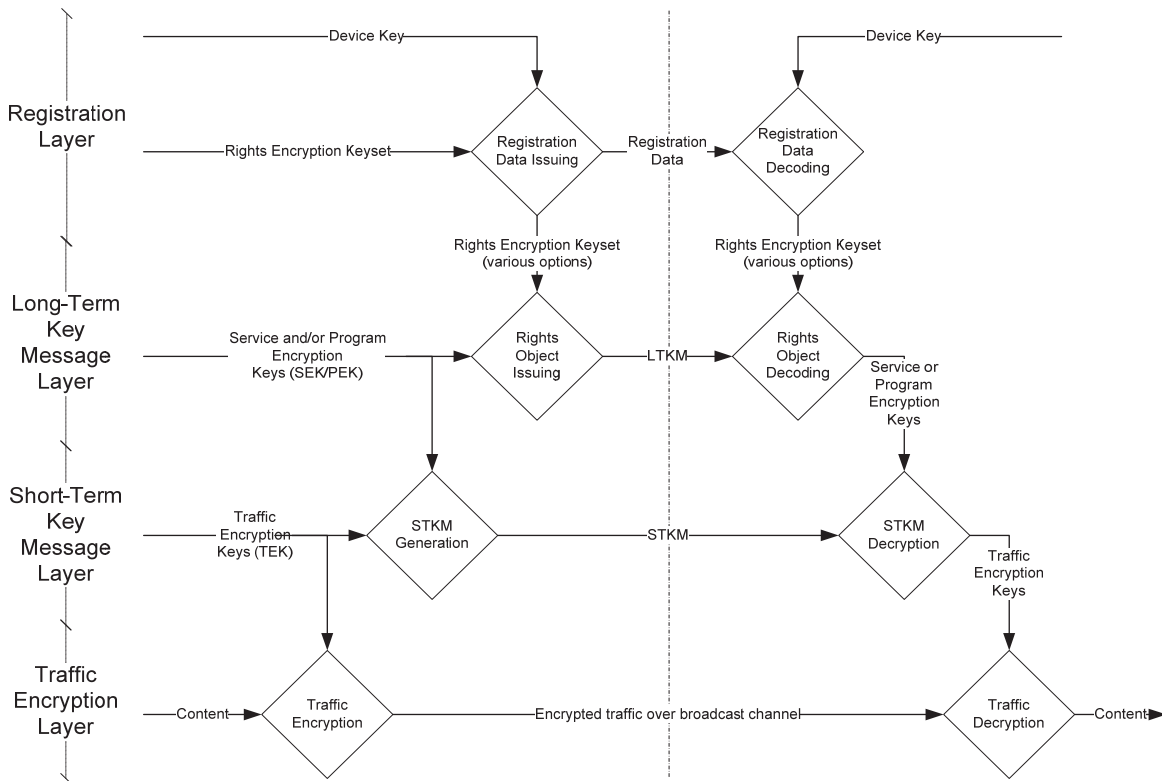 Device Key
Device Key
Registration
Layer
Rights Encryption Keyset
Registration
Data Issuing
Registration
Data
Registration
Data
Decoding
Rights Encryption Keyset
(various options)
Rights Encryption Keyset
(various options)
Long-Term
Key
Message
Layer
Service and/or Program
Encryption
Keys (SEK/PEK)
Rights
Object
Issuing
LTKM
Rights
Object
Decoding
Service or
Program
Encryption
Keys
Short-Term
Key
Message
Layer
Traffic
Encryption
Keys (TEK)
STKM
Generation
STKM
STKM
Decryption
Traffic
Encryption
Keys
Traffic
Encryption
Layer
Content
Traffic
Encryption
Encrypted traffic over broadcast channel
Traffic
Decryption
Content